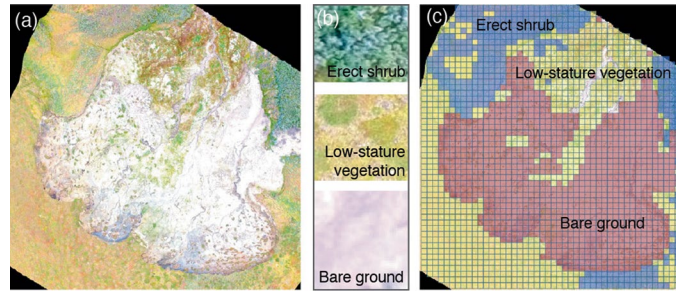 (a)
(b)
Erect shrub
Low-stature
vegetation
Bare ground
(c)
Erect shrub
Low-stature vegetation
Bare ground